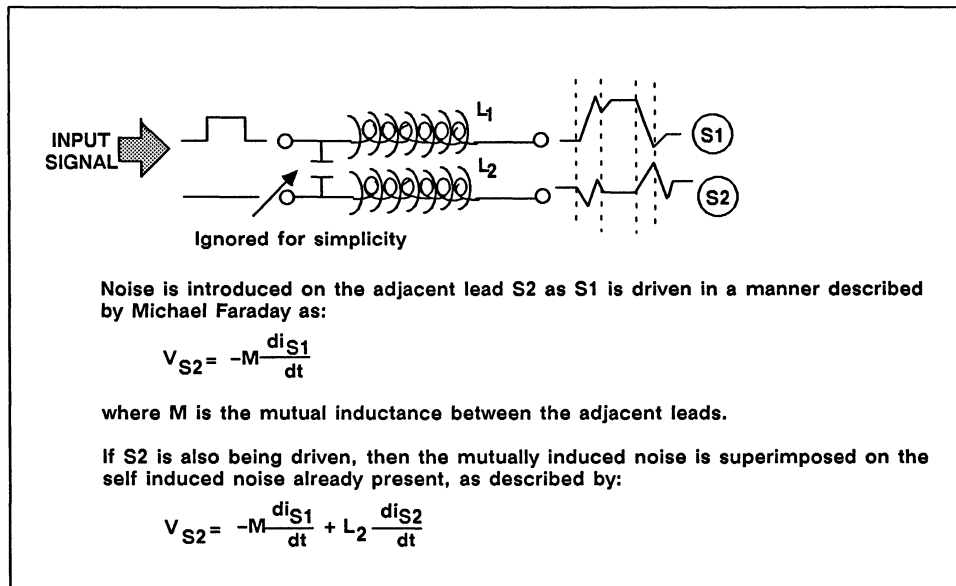 INPUT
SIGNAL
L1
L2
S1
S2
Ignored for simplicity
Noise is introduced on the adjacent lead S2 as S1 is driven in a manner described
by Michael Faraday as:
V S2 = -M diS1/dt
where M is the mutual inductance between the adjacent leads.
If S2 is also being driven, then the mutually induced noise is superimposed on the
self induced noise already present, as described by:
V S2 = -M diS1/dt + L2 diS2/dt